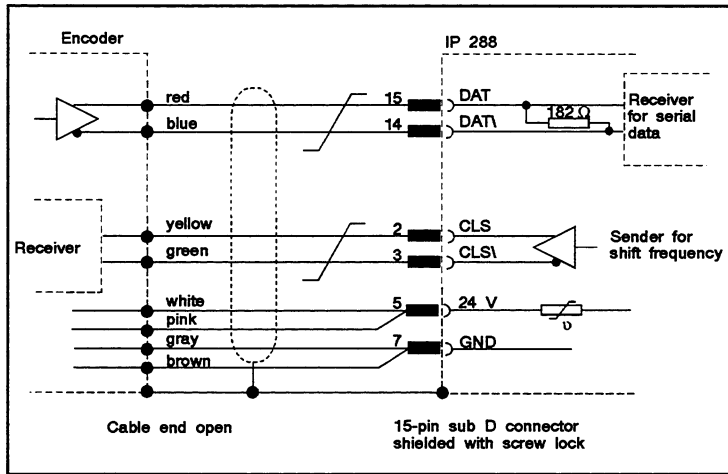 Encoder
IP 288
red
15
DAT
182 Ω
Receiver
for serial
data
blue
14
DAT\
yellow
2
CLS
Receiver
green
3
CLS\
Sender for
shift frequency
white
5
24 V
pink
υ
gray
7
GND
brown
Cable end open
15-pin sub D connector
shielded with screw lock